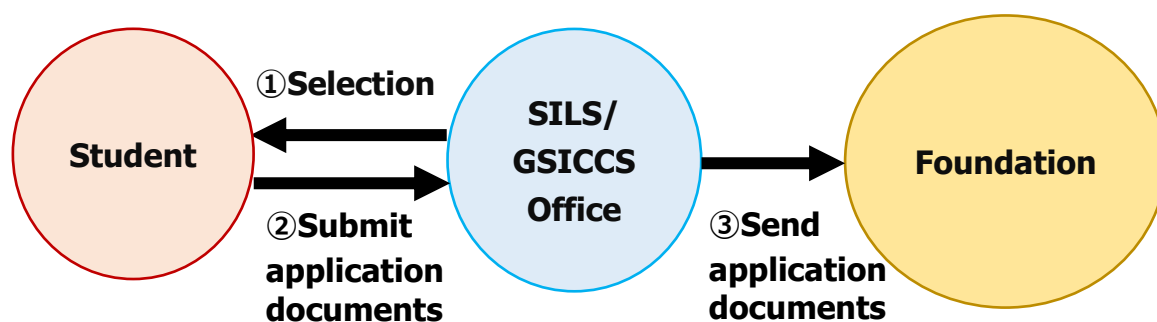 ①Selection
Student
②Submit
application
documents
SILS/
GSICCS
Office
③Send
application
documents
Foundation